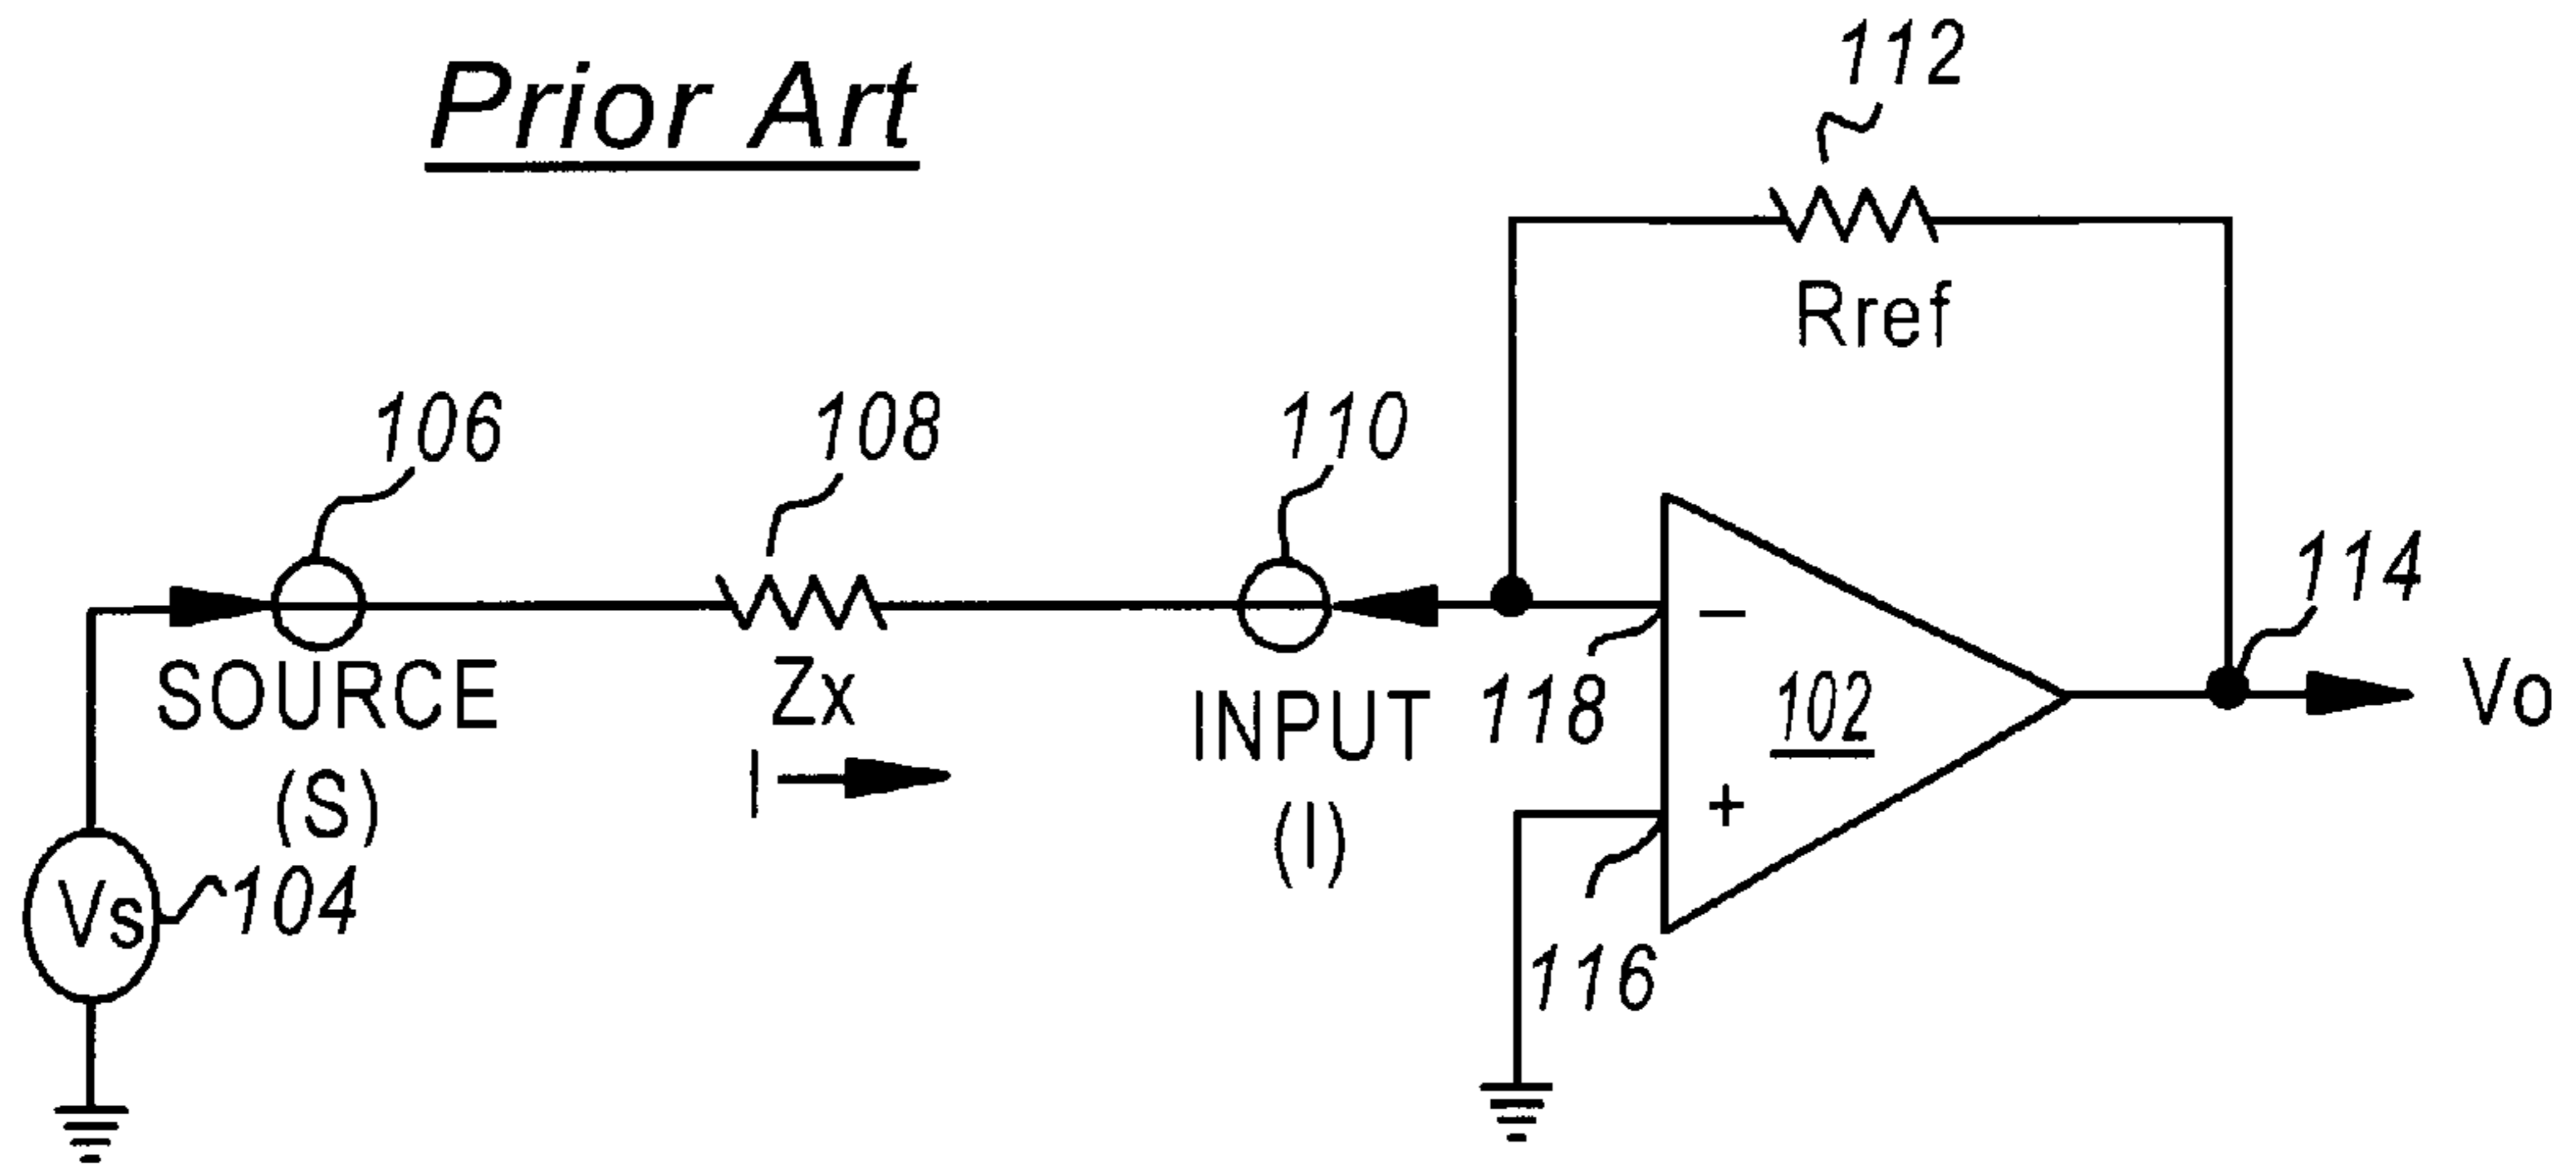 Prior Art
112
Rref
106
108
110
114
SOURCE
(S)
Zx
I
INPUT
(I)
118
–
102
+
116
Vo
Vs
104